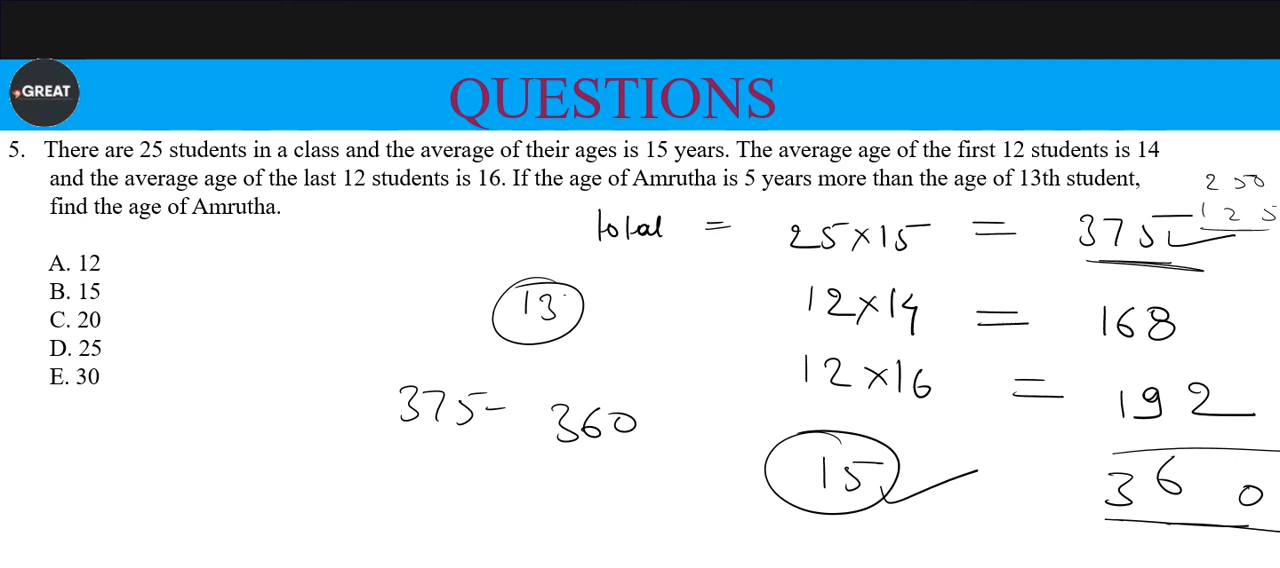 GREAT
QUESTIONS
5. There are 25 students in a class and the average of their ages is 15 years. The average age of the first 12 students is 14
and the average age of the last 12 students is 16. If the age of Amrutha is 5 years more than the age of 13th student,
find the age of Amrutha.
250
125
total = 25×15 = 375
A. 12
B. 15
C. 20
D. 25
E. 30
13
12×14 = 168
12×16 = 192
375- 360
15
360